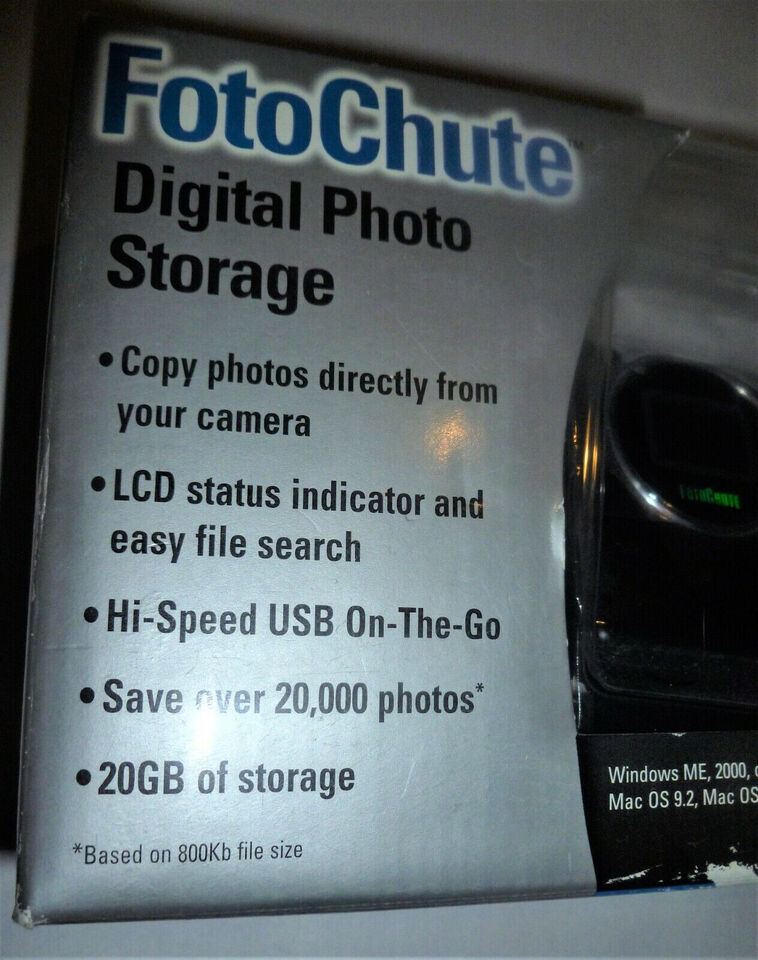 FotoChute™
Digital Photo
Storage
•Copy photos directly from
your camera
•LCD status indicator and
easy file search
•Hi-Speed USB On-The-Go
•Save over 20,000 photos*
•20GB of storage
*Based on 800Kb file size
FotoChute
Windows ME, 2000,
Mac OS 9.2, Mac OS